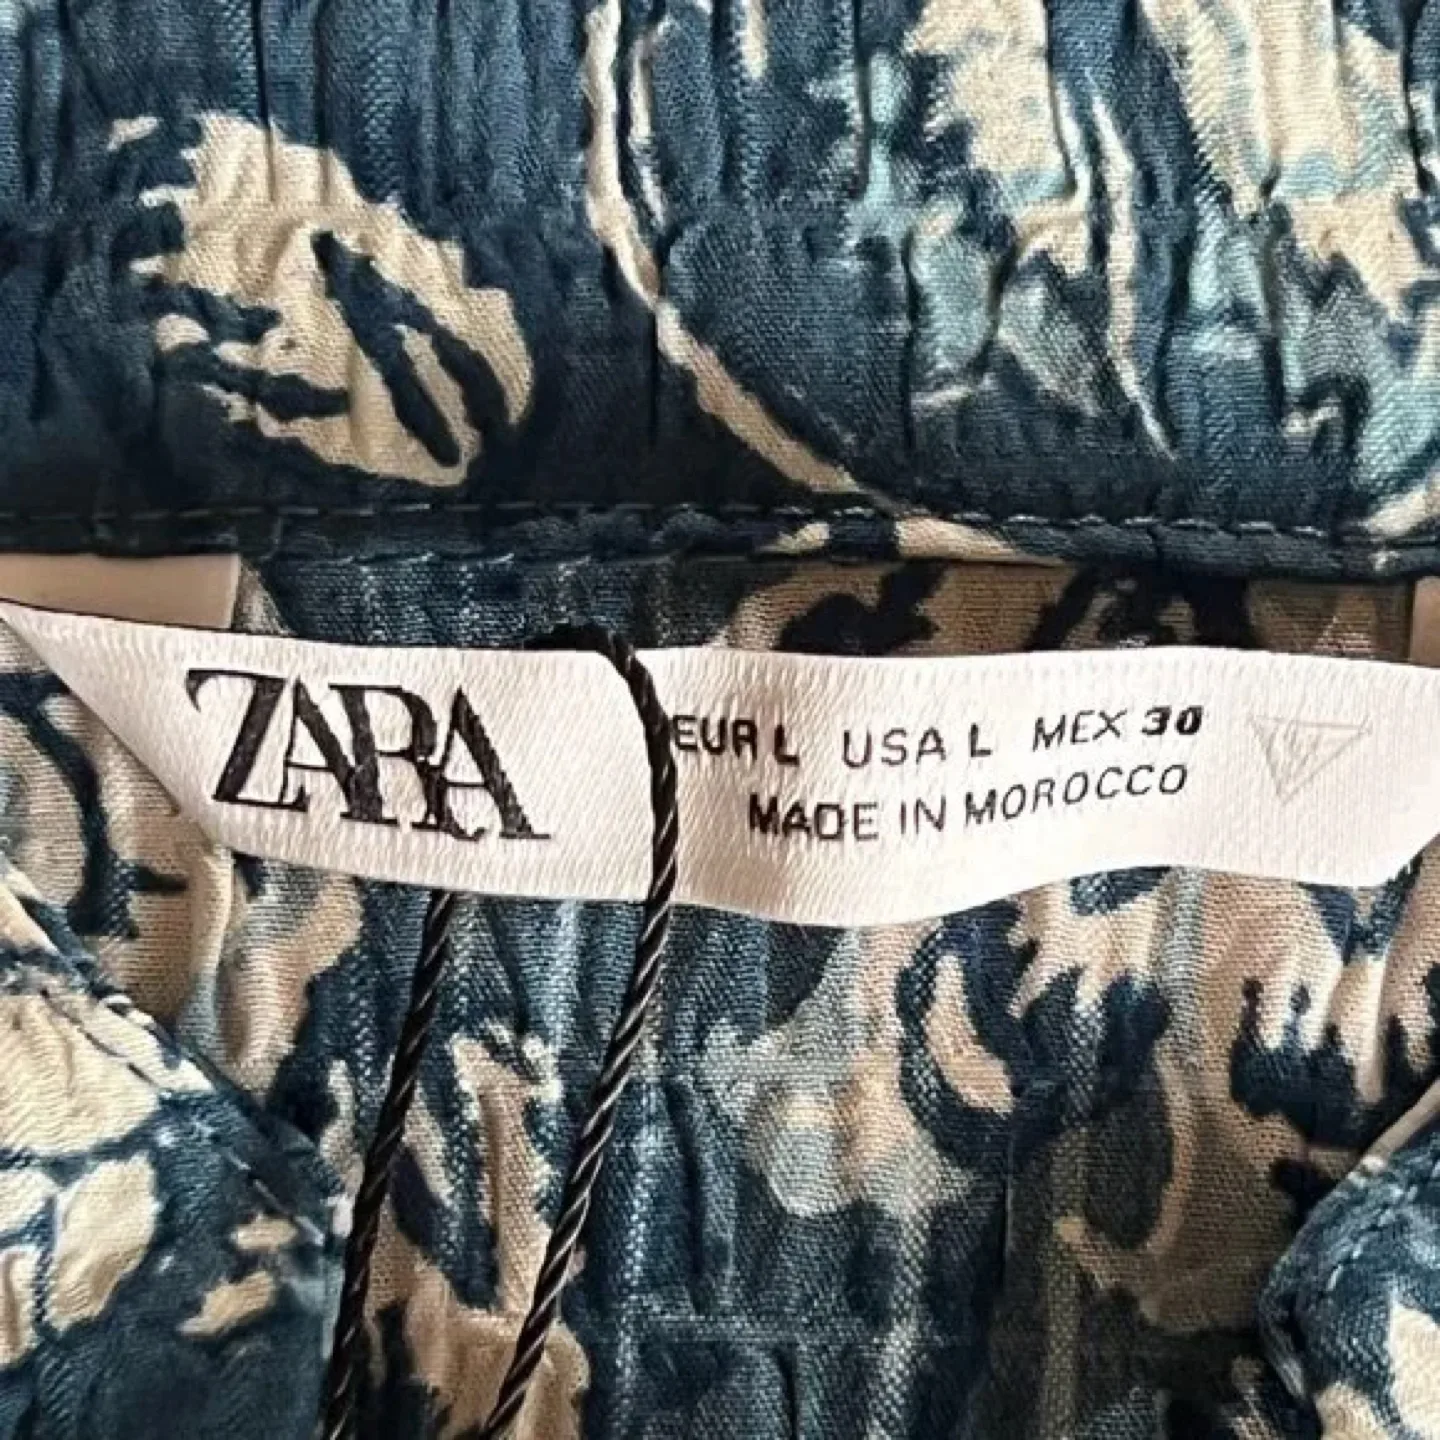 ZARA
EUR L USA L MEX 30
MADE IN MOROCCO